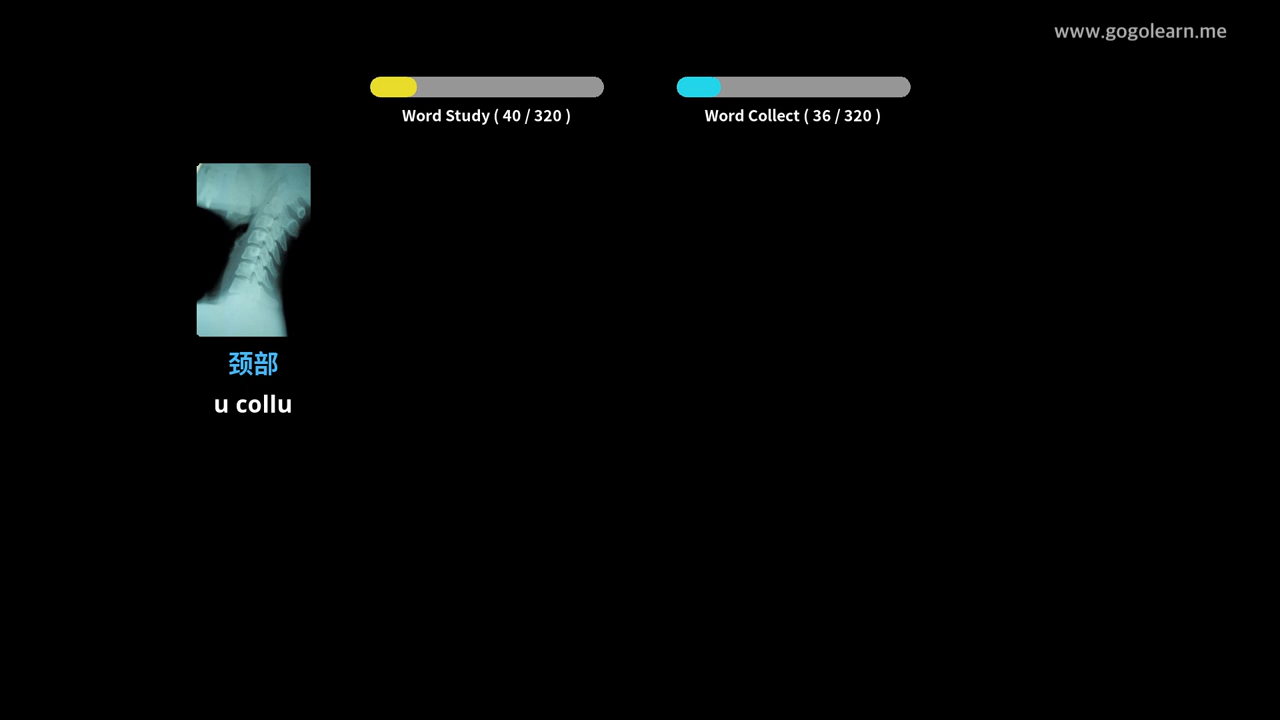 www.gogolearn.me
Word Study ( 40 / 320 )
Word Collect ( 36 / 320 )
颈部
u collu